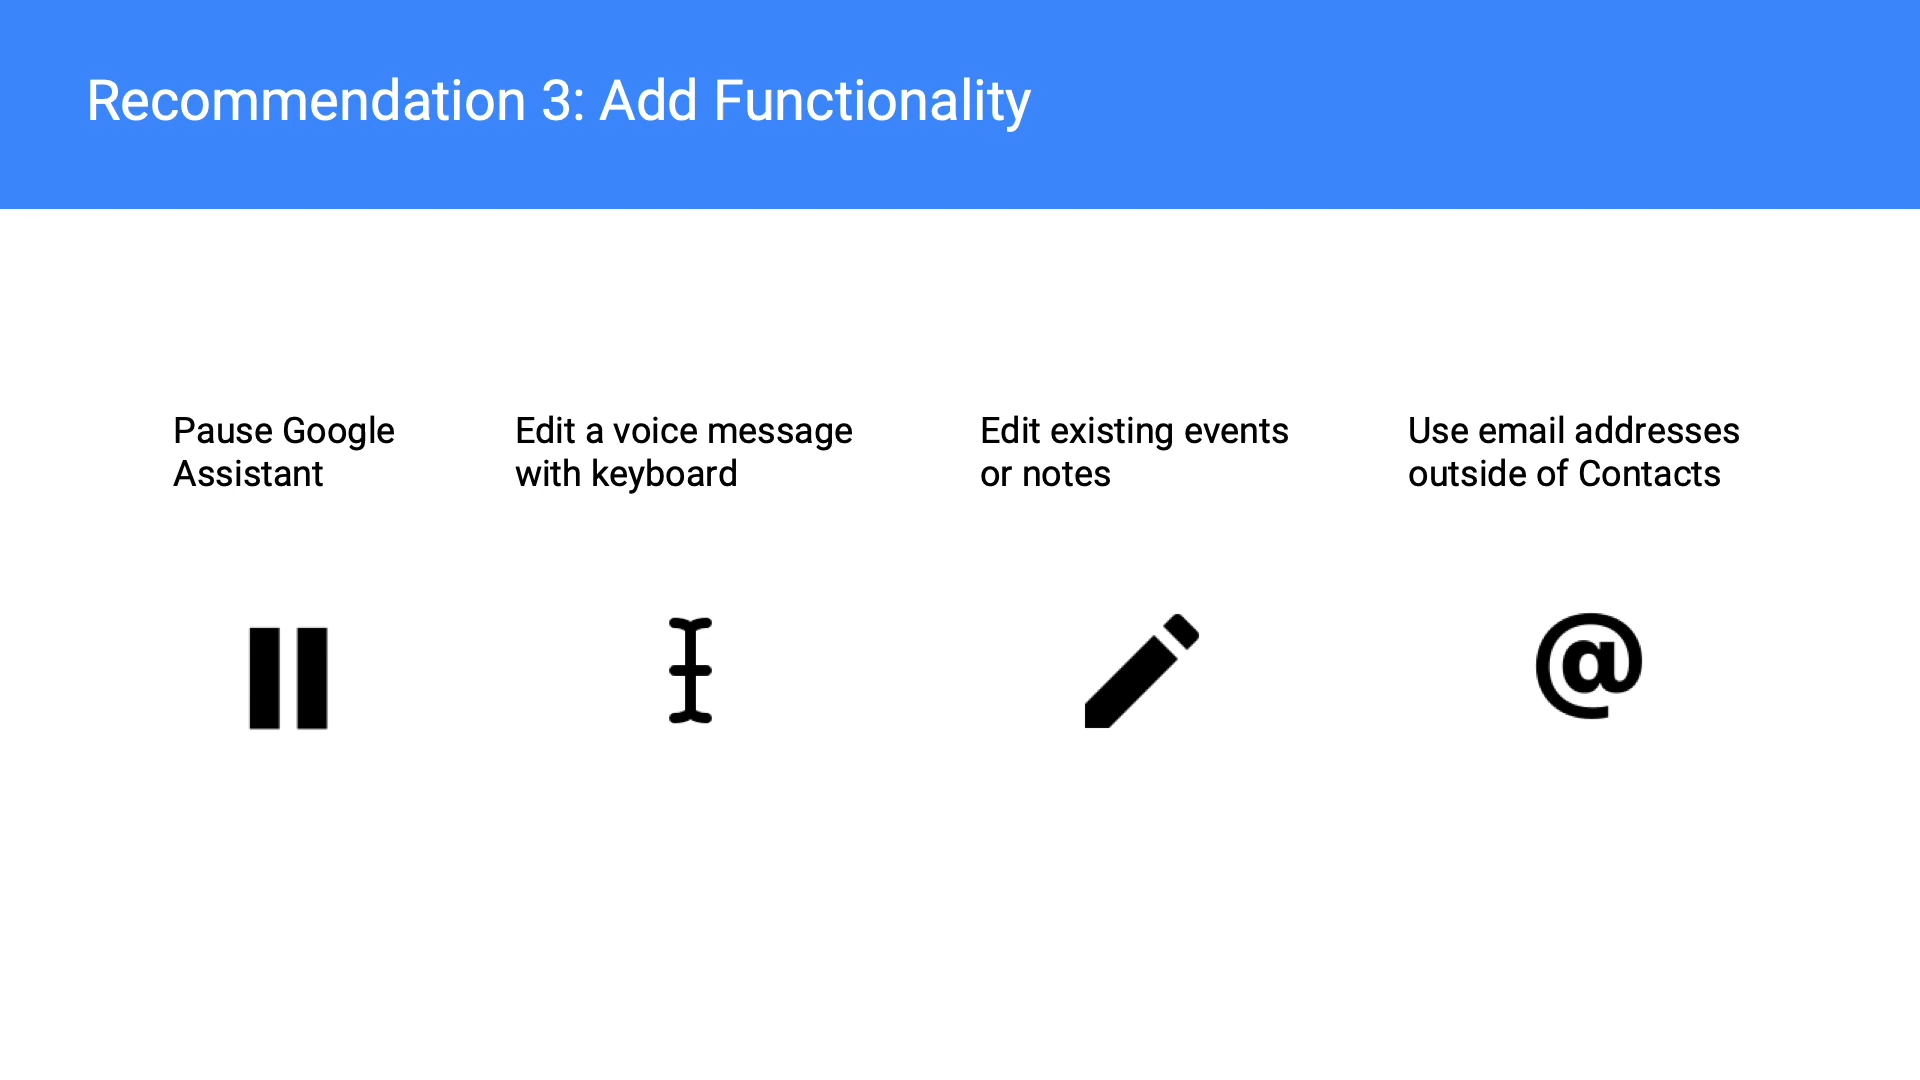 Recommendation 3: Add Functionality
Pause Google
Assistant
Edit a voice message
with keyboard
Edit existing events
or notes
Use email addresses
outside of Contacts
@